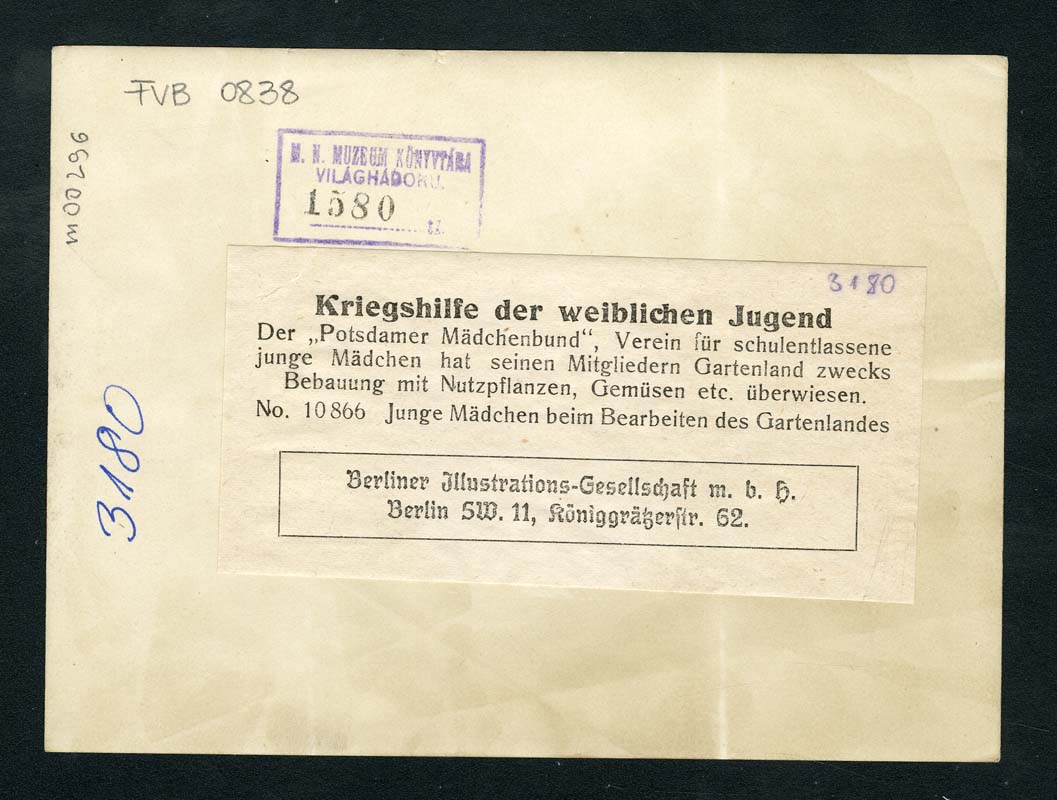 FVB 0838
m00296
M. N. MUZEUM KÖNYVTÁRA
VILÁGHÁBORU.
1580
sz.
3180
Kriegshilfe der weiblichen Jugend
Der „Potsdamer Mädchenbund“, Verein für schulentlassene
junge Mädchen hat seinen Mitgliedern Gartenland zwecks
Bebauung mit Nutzpflanzen, Gemüsen etc. überwiesen.
No. 10866 Junge Mädchen beim Bearbeiten des Gartenlandes
3180
Berliner Illustrations-Gesellschaft m. b. H.
Berlin SW. 11, Königgrätzerstr. 62.